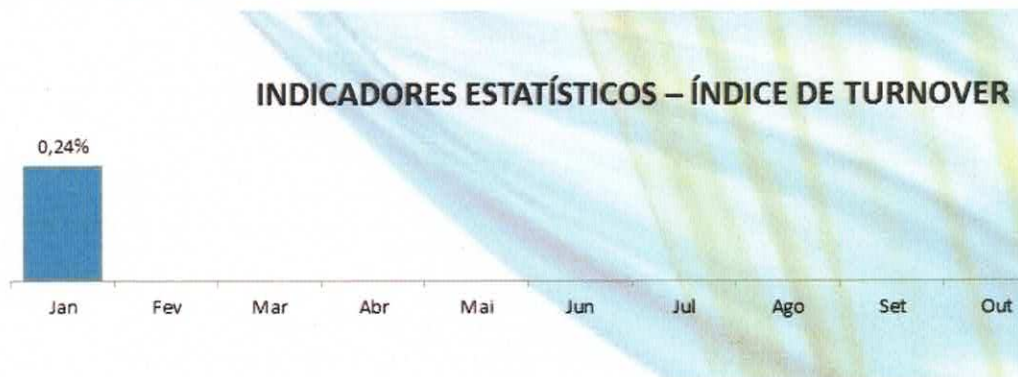 INDICADORES ESTATÍSTICOS – ÍNDICE DE TURNOVER
0,24%
Jan Fev Mar Abr Mai Jun Jul Ago Set Out